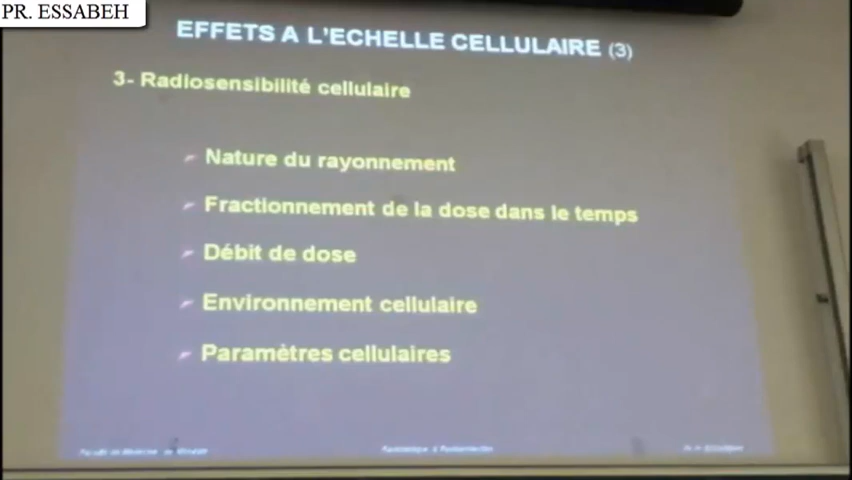 PR. ESSABEH
EFFETS A L'ECHELLE CELLULAIRE (3)
3- Radiosensibilité cellulaire
Nature du rayonnement
Fractionnement de la dose dans le temps
Débit de dose
Environnement cellulaire
Paramètres cellulaires